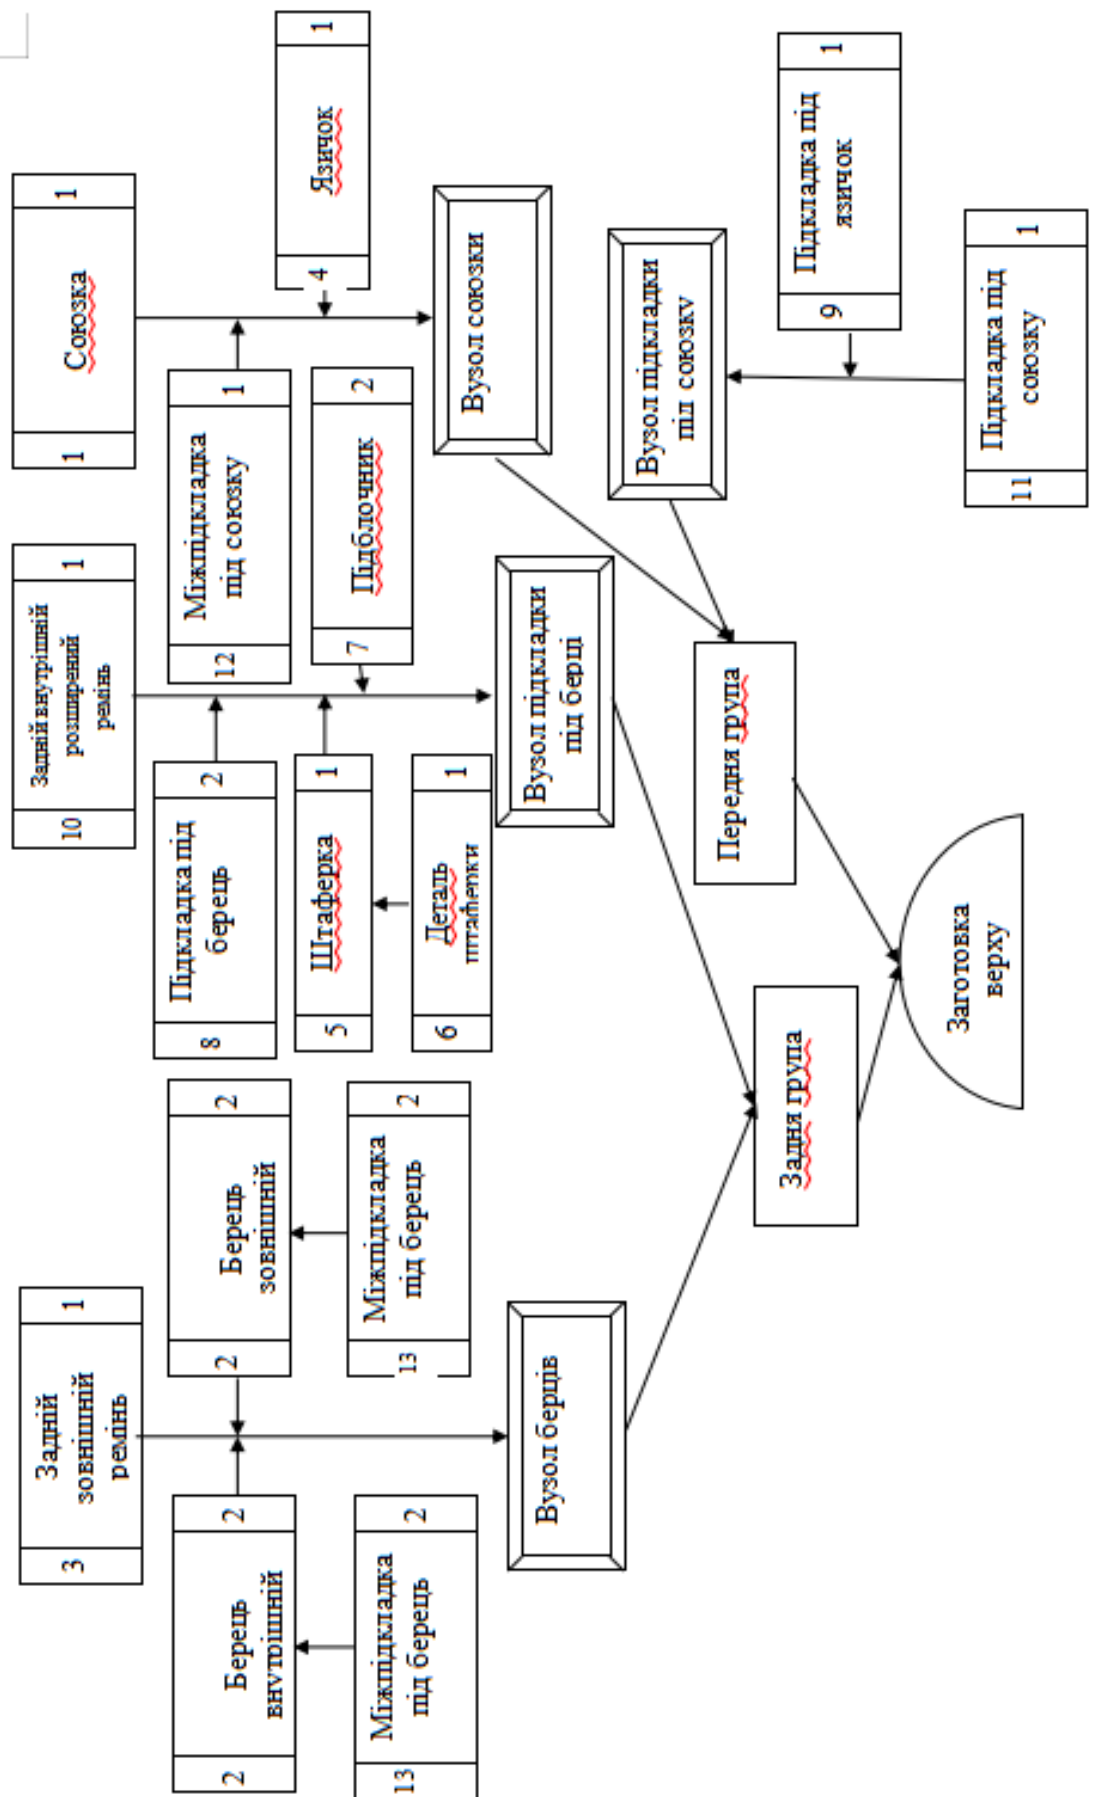 3
Задній
зовнішній
ремінь
1
10
Задній внутрішній
розширений
ремінь
1
1
Союзка
1
2
Берець
внутрішній
2
2
Берець
зовнішній
2
8
Підкладка під
берець
2
12
Міжпідкладка
під союзку
1
4
Язичок
1
13
Міжпідкладка
під берець
2
13
Міжпідкладка
під берець
2
5
Штаферка
1
7
Підблочник
2
6
Деталь
штаферки
1
Вузол берців
Вузол підкладки
під берці
Вузол союзки
Вузол підкладки
під союзку
9
Підкладка під
язичок
1
11
Підкладка під
союзку
1
Задня група
Передня група
Заготовка
верху